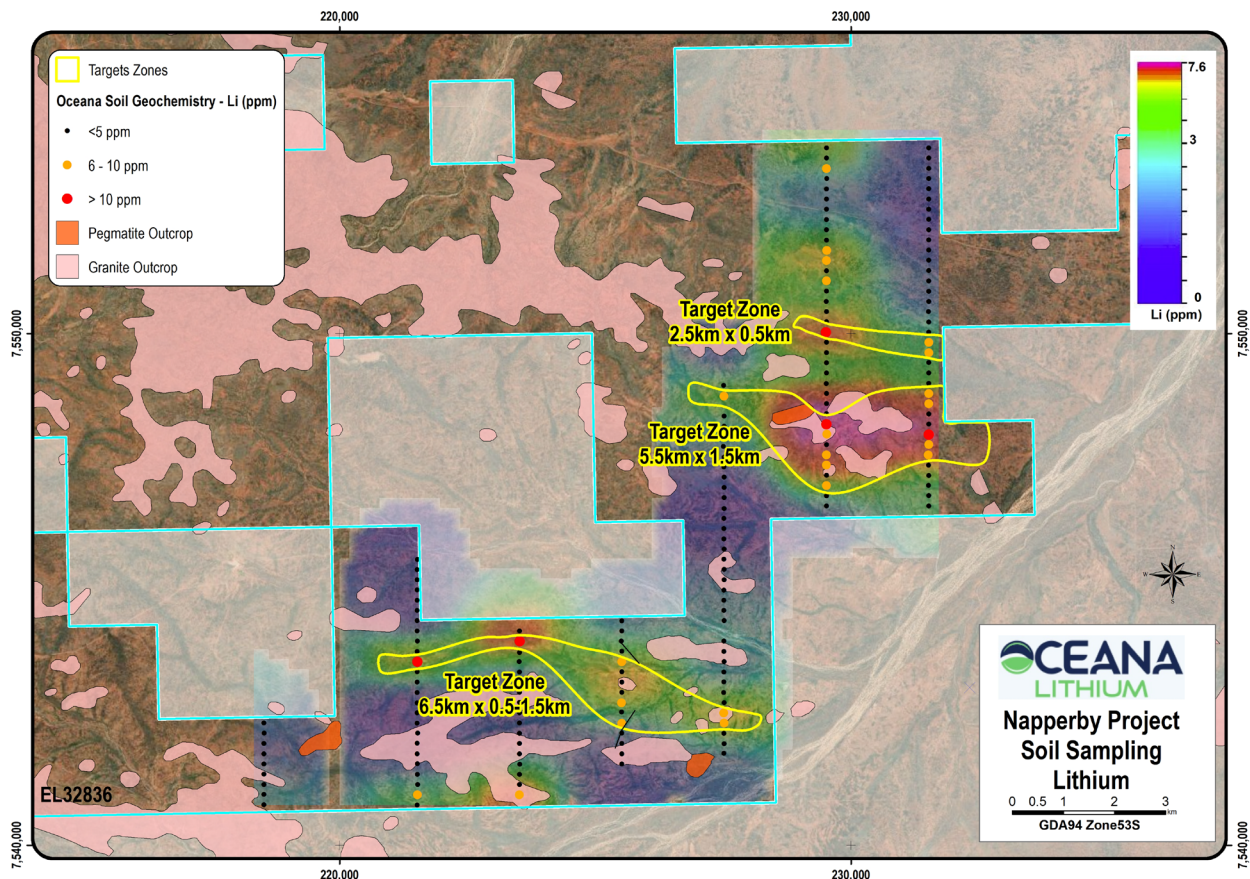 220,000
230,000
Targets Zones
Oceana Soil Geochemistry - Li (ppm)
<5 ppm
6 - 10 ppm
> 10 ppm
Pegmatite Outcrop
Granite Outcrop
7.6
3
0
Li (ppm)
7,550,000
7,550,000
Target Zone
2.5km x 0.5km
Target Zone
5.5km x 1.5km
Target Zone
6.5km x 0.5-1.5km
N
W
E
S
OCEANA
LITHIUM
Napperby Project
Soil Sampling
Lithium
0 0.5 1 2 3
km
GDA94 Zone53S
EL32836
7,540,000
7,540,000
220,000
230,000